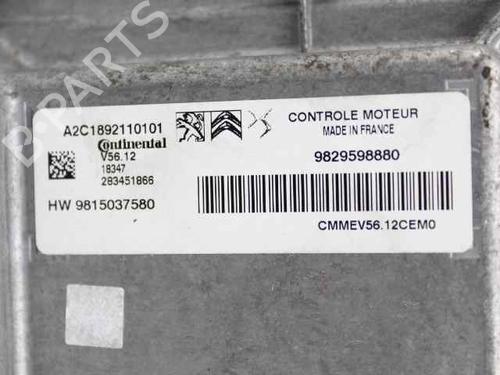 A2C1892110101
Continental
V56.12
18347
283451866
HW 9815037580
CONTROLE MOTEUR
MADE IN FRANCE
9829598880
CMMEV56.12CEM0
B-PARTS